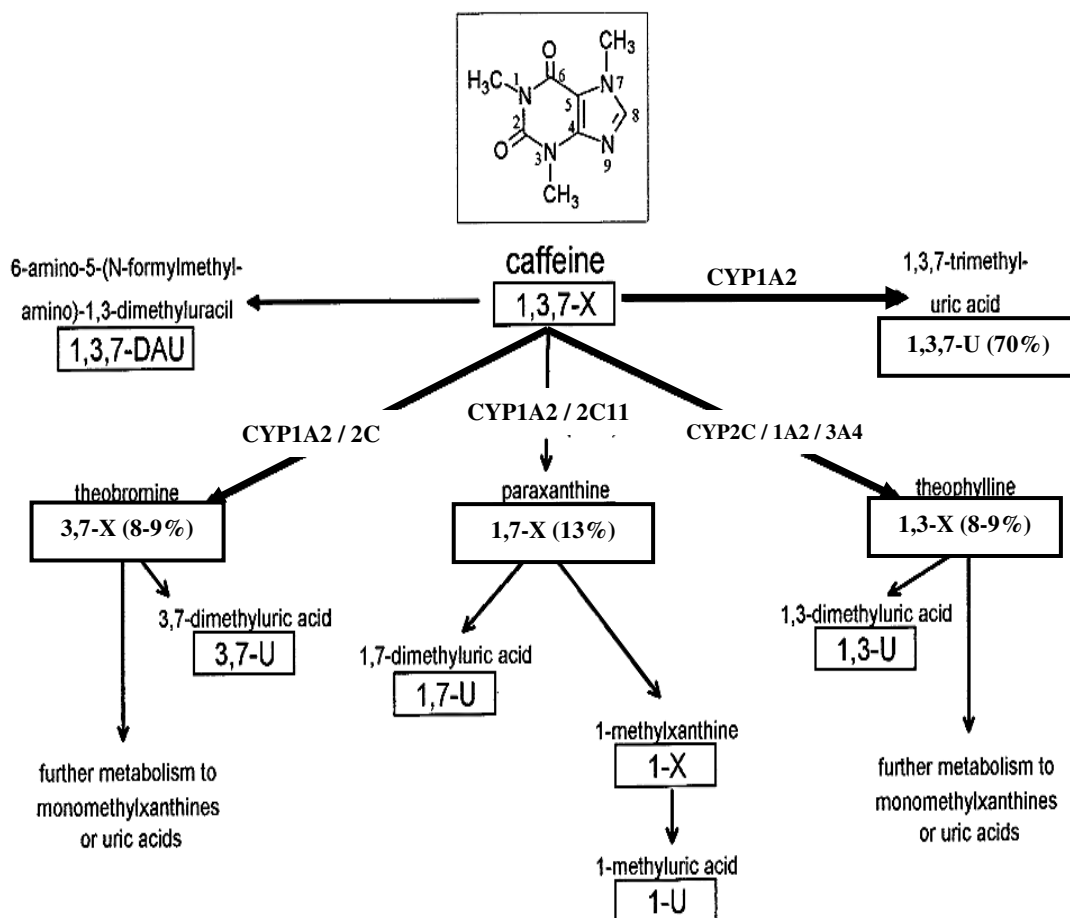 O
CH₃
H₃C
1
6
N
N
7
5
8
2
4
O
N
3
N
9
CH₃
6-amino-5-(N-formylmethyl-
amino)-1,3-dimethyluracil
1,3,7-DAU
caffeine
1,3,7-X
CYP1A2
1,3,7-trimethyl-
uric acid
1,3,7-U (70%)
CYP1A2 / 2C
CYP1A2 / 2C11
CYP2C / 1A2 / 3A4
theobromine
3,7-X (8-9%)
paraxanthine
1,7-X (13%)
theophylline
1,3-X (8-9%)
3,7-dimethyluric acid
3,7-U
1,7-dimethyluric acid
1,7-U
1,3-dimethyluric acid
1,3-U
1-methylxanthine
1-X
further metabolism to
monomethylxanthines
or uric acids
further metabolism to
monomethylxanthines
or uric acids
1-methyluric acid
1-U